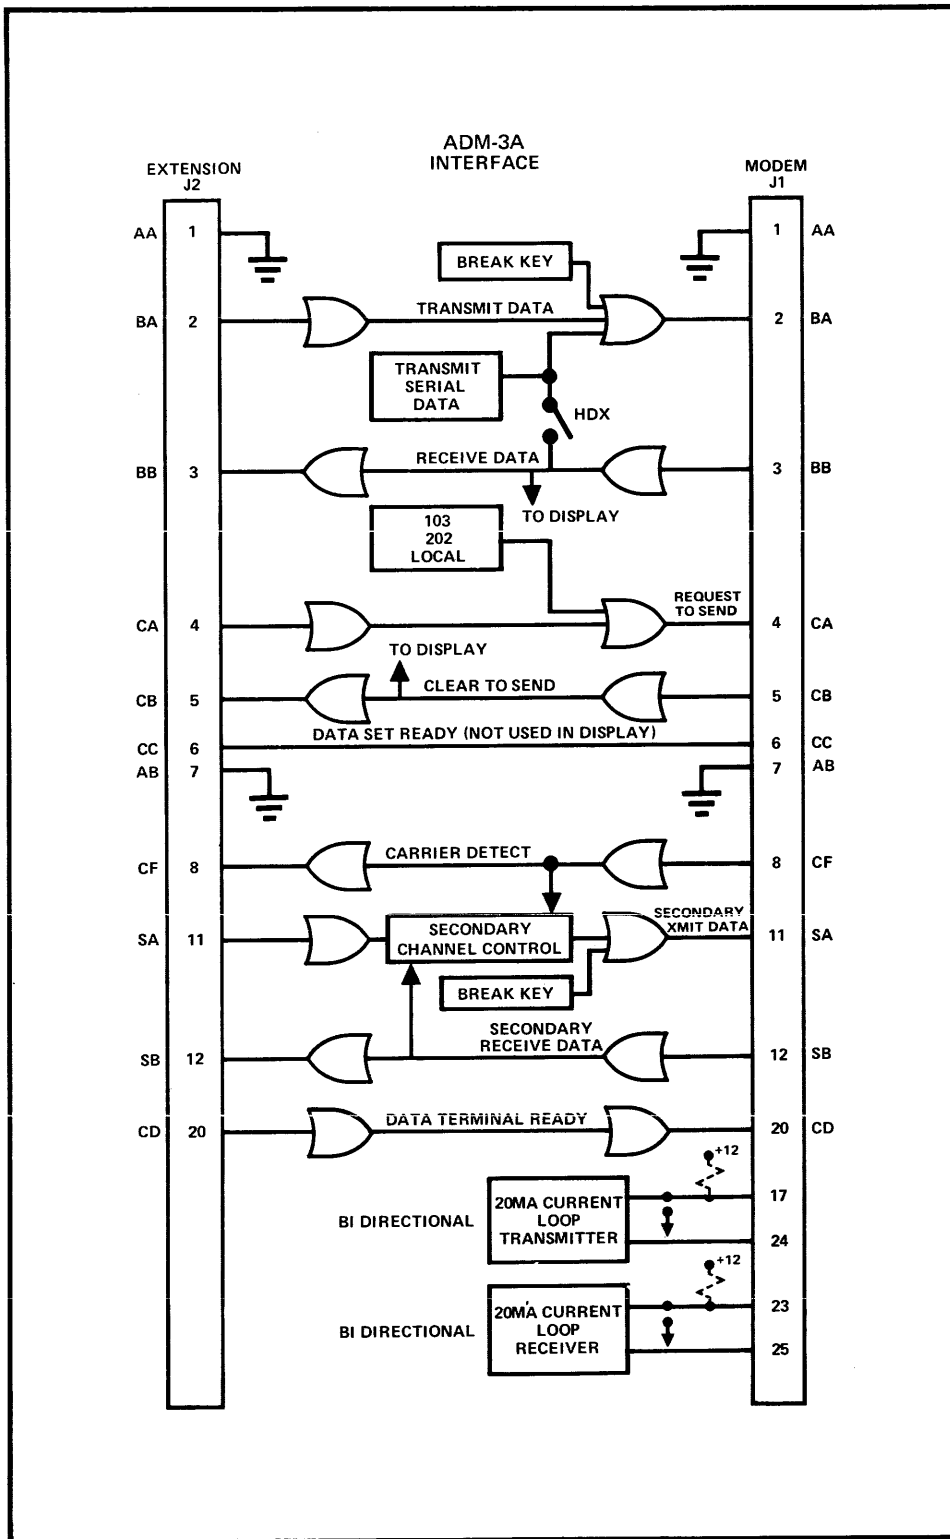 ADM-3A
INTERFACE
EXTENSION
J2
MODEM
J1
AA 1
1 AA
BREAK KEY
BA 2
TRANSMIT DATA
2 BA
TRANSMIT
SERIAL
DATA
HDX
BB 3
RECEIVE DATA
3 BB
TO DISPLAY
103
202
LOCAL
REQUEST
TO SEND
CA 4
4 CA
TO DISPLAY
CB 5
CLEAR TO SEND
5 CB
DATA SET READY (NOT USED IN DISPLAY)
CC 6
6 CC
AB 7
7 AB
CF 8
CARRIER DETECT
8 CF
SECONDARY
XMIT DATA
SA 11
SECONDARY
CHANNEL CONTROL
11 SA
BREAK KEY
SECONDARY
RECEIVE DATA
SB 12
12 SB
CD 20
DATA TERMINAL READY
20 CD
+12
BI DIRECTIONAL
20MA CURRENT
LOOP
TRANSMITTER
17
24
+12
BI DIRECTIONAL
20MA CURRENT
LOOP
RECEIVER
23
25